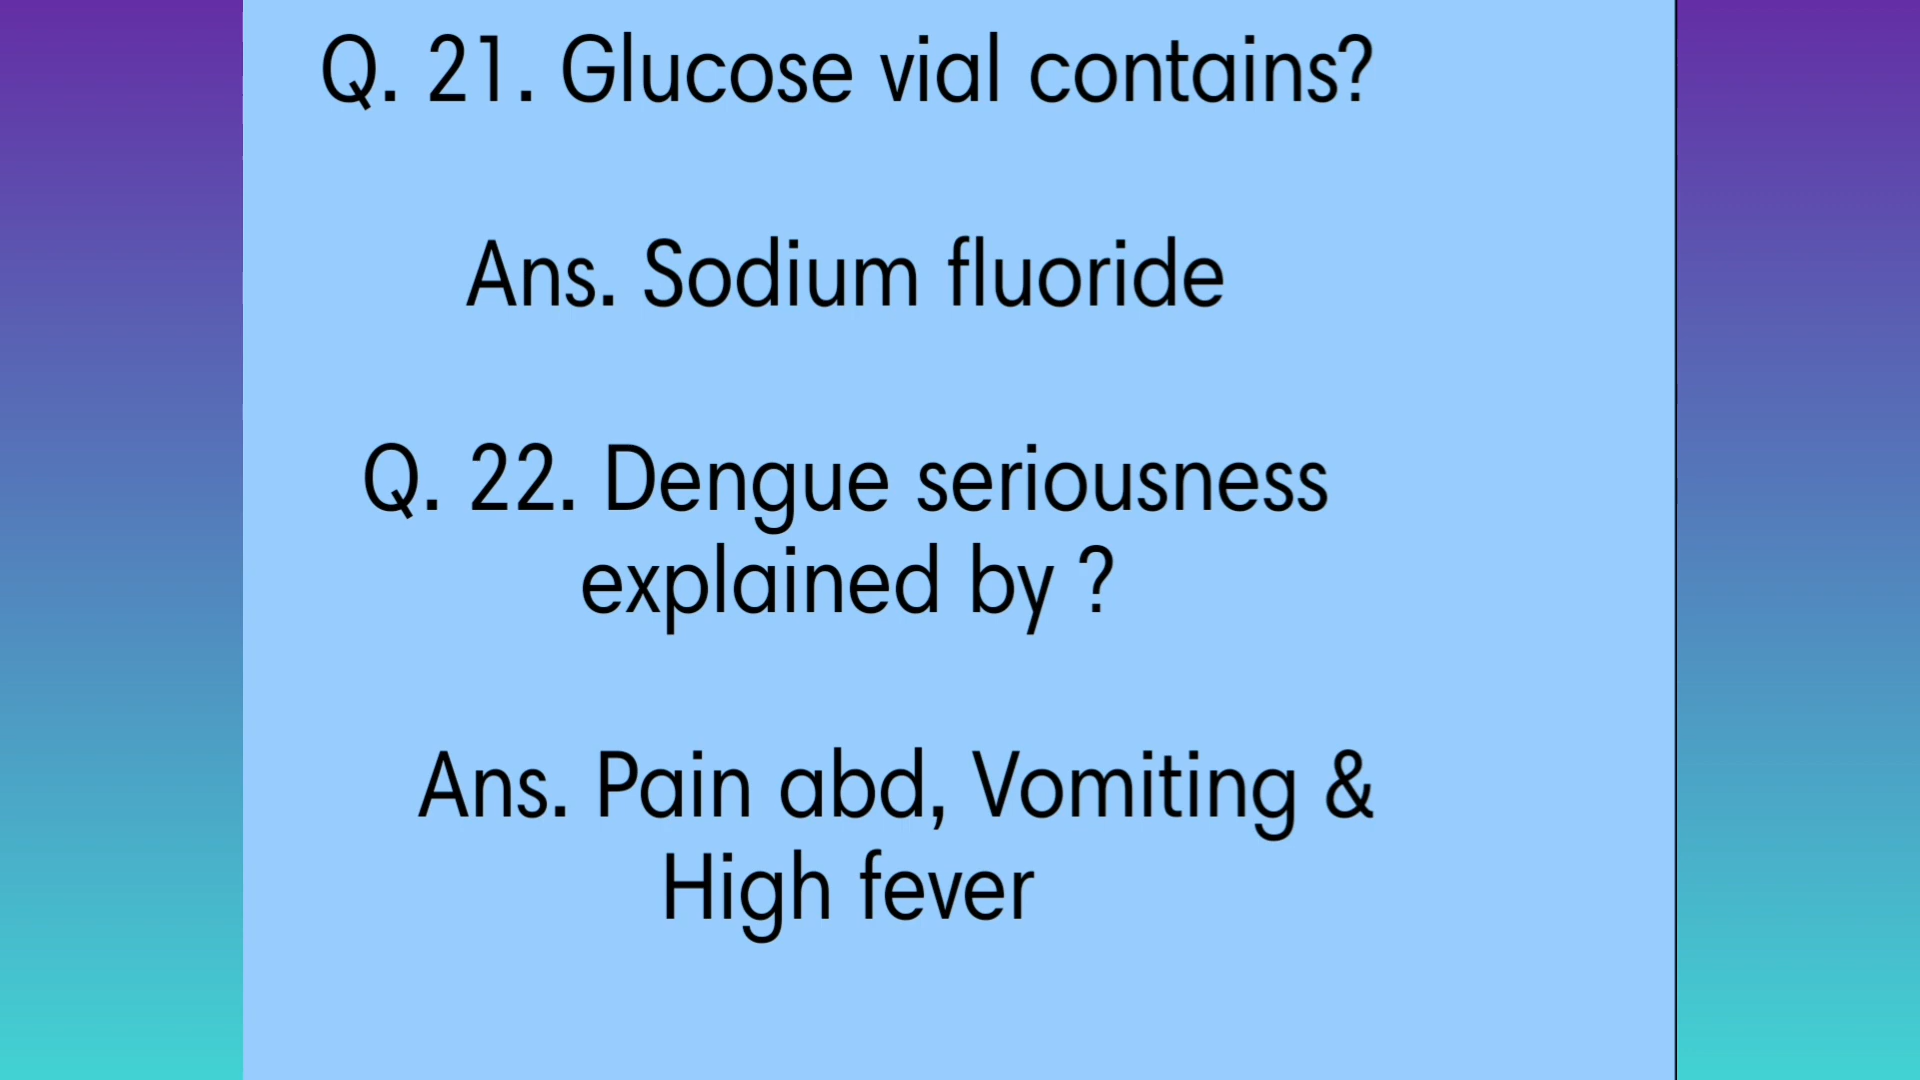 Q. 21. Glucose vial contains?
Ans. Sodium fluoride
Q. 22. Dengue seriousness
explained by ?
Ans. Pain abd, Vomiting &
High fever